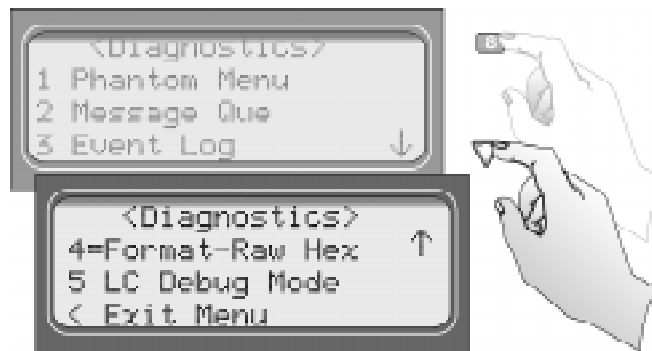 <Diagnostics>
1 Phantom Menu
2 Message Que
3 Event Log ↓
<Diagnostics>
4=Format-Raw Hex ↑
5 LC Debug Mode
< Exit Menu